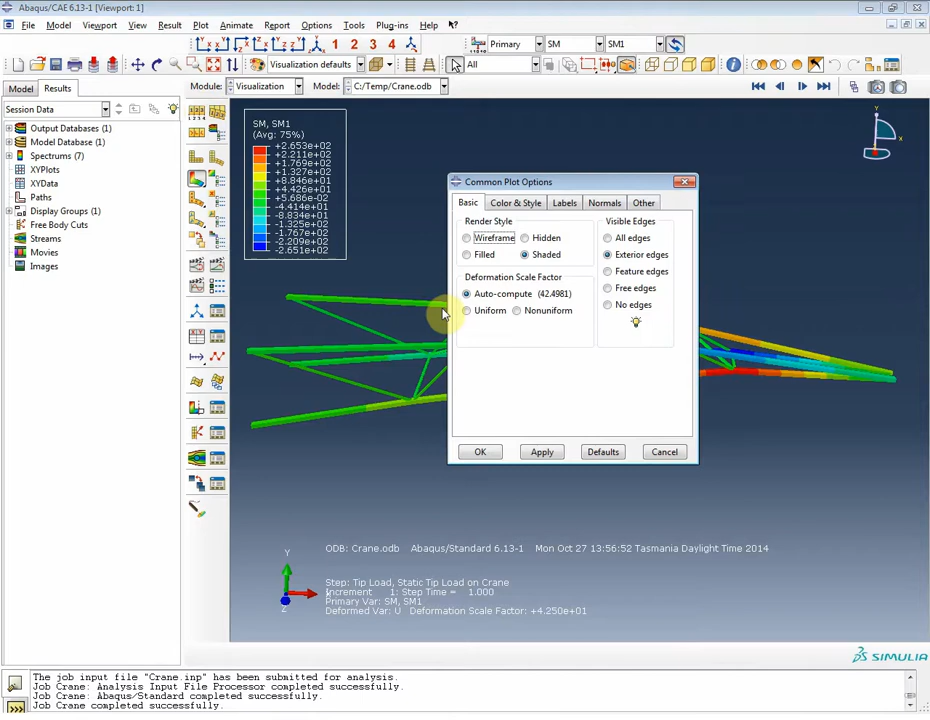 Abaqus/CAE 6.13-1 [Viewport: 1]
File Model Viewport View Result Plot Animate Report Options Tools Plug-ins Help
1 2 3 4 Primary SM SM1
Visualization defaults All
Model Results Module: Visualization Model: C:/Temp/Crane.odb
Session Data
Output Databases (1)
Model Database (1)
Spectrums (7)
XYPlots
XYData
Paths
Display Groups (1)
Free Body Cuts
Streams
Movies
Images
SM, SM1
(Avg: 75%)
+2.653e+02
+2.211e+02
+1.769e+02
+1.327e+02
+8.846e+01
+4.426e+01
+5.686e-02
-4.414e+01
-8.834e+01
-1.325e+02
-1.767e+02
-2.209e+02
-2.651e+02
Y
X
Common Plot Options
Basic Color & Style Labels Normals Other
Render Style
Wireframe Hidden
Filled Shaded
Deformation Scale Factor
Auto-compute (42.4981)
Uniform Nonuniform
Visible Edges
All edges
Exterior edges
Feature edges
Free edges
No edges
OK Apply Defaults Cancel
ODB: Crane.odb Abaqus/Standard 6.13-1 Mon Oct 27 13:56:52 Tasmania Daylight Time 2014
Y
X
Z
Step: Tip Load, Static Tip Load on Crane
Increment 1: Step Time = 1.000
Primary Var: SM, SM1
Deformed Var: U Deformation Scale Factor: +4.250e+01
SIMULIA
The job input file "Crane.inp" has been submitted for analysis.
Job Crane: Analysis Input File Processor completed successfully.
Job Crane: Abaqus/Standard completed successfully.
Job Crane completed successfully.
>>>